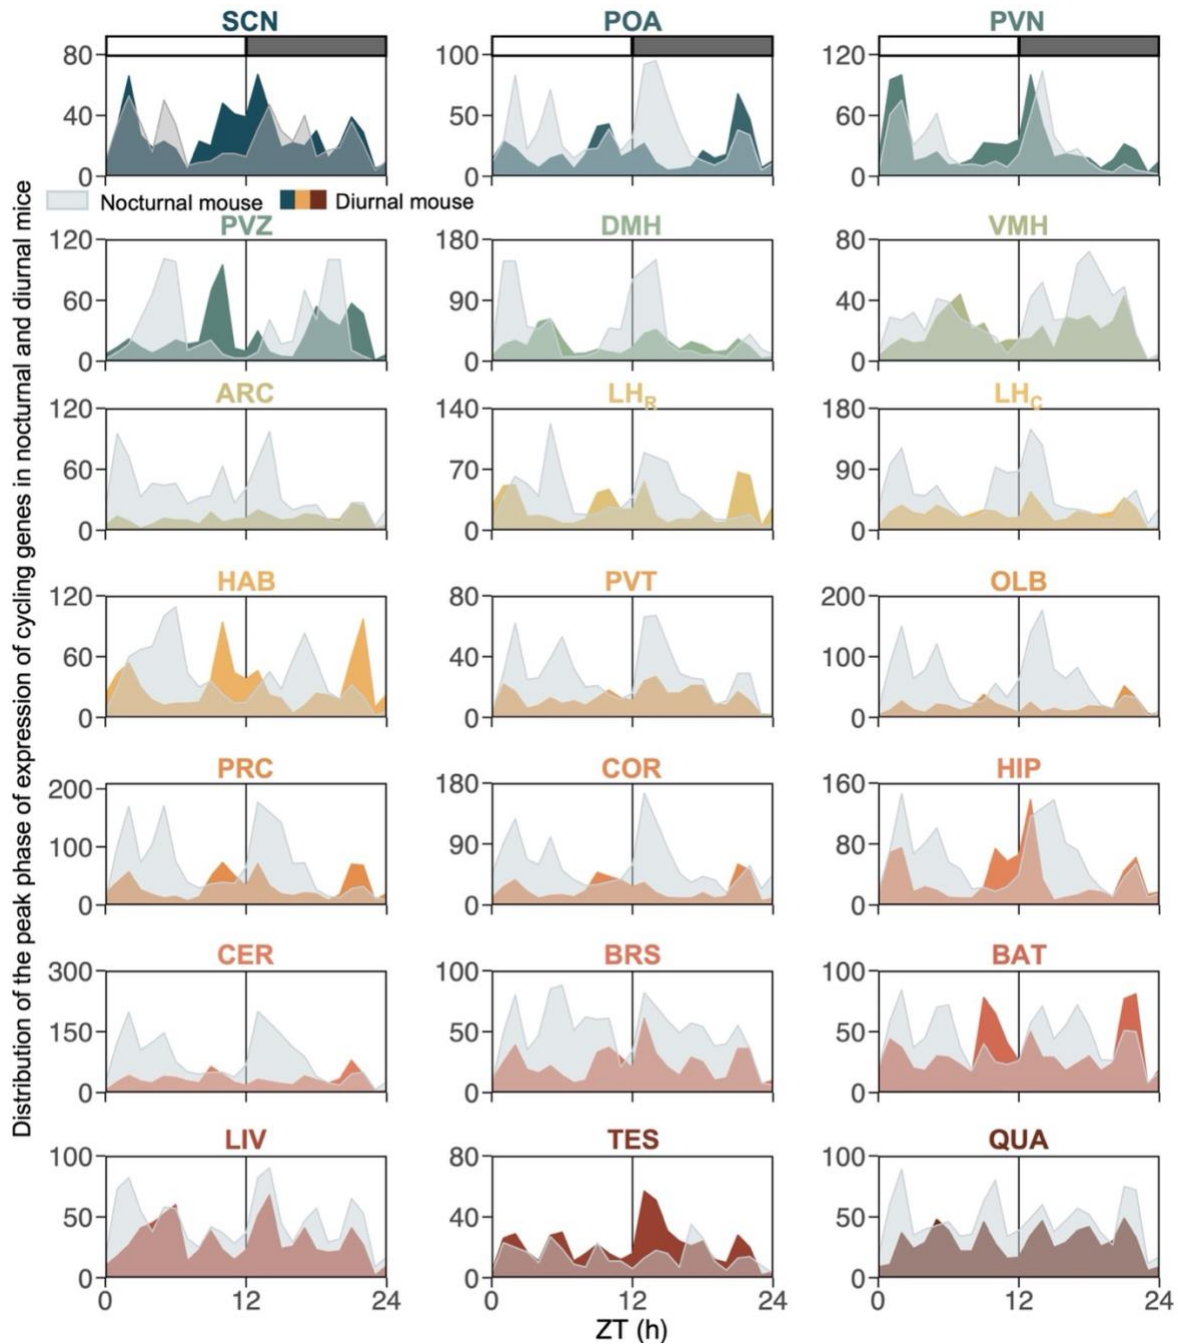 SCN POA PVN
80 100 120
40 50 60
0 0 0
Nocturnal mouse Diurnal mouse
PVZ DMH VMH
120 180 80
60 90 40
0 0 0
ARC LHR LHC
120 140 180
60 70 90
0 0 0
HAB PVT OLB
120 80 200
60 40 100
0 0 0
PRC COR HIP
200 180 160
100 90 80
0 0 0
CER BRS BAT
300 100 100
150 50 50
0 0 0
LIV TES QUA
100 80 100
50 40 50
0 0 0
0 12 24 0 12 24 0 12 24
ZT (h)
Distribution of the peak phase of expression of cycling genes in nocturnal and diurnal mice